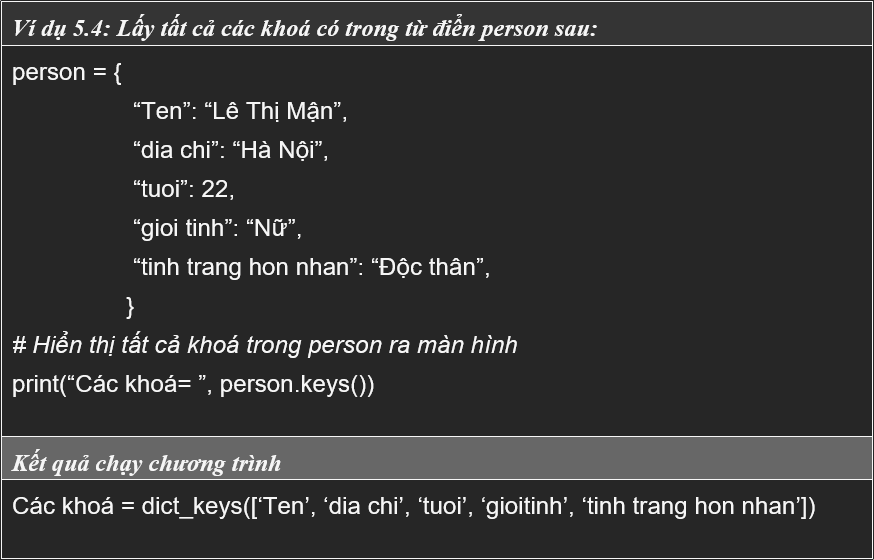 Ví dụ 5.4: Lấy tất cả các khoá có trong từ điển person sau:
person = {
“Ten”: “Lê Thị Mận”,
“dia chi”: “Hà Nội”,
“tuoi”: 22,
“gioi tinh”: “Nữ”,
“tinh trang hon nhan”: “Độc thân”,
}
# Hiển thị tất cả khoá trong person ra màn hình
print(“Các khoá= ”, person.keys())
Kết quả chạy chương trình
Các khoá = dict_keys([‘Ten’, ‘dia chi’, ‘tuoi’, ‘gioitinh’, ‘tinh trang hon nhan’])